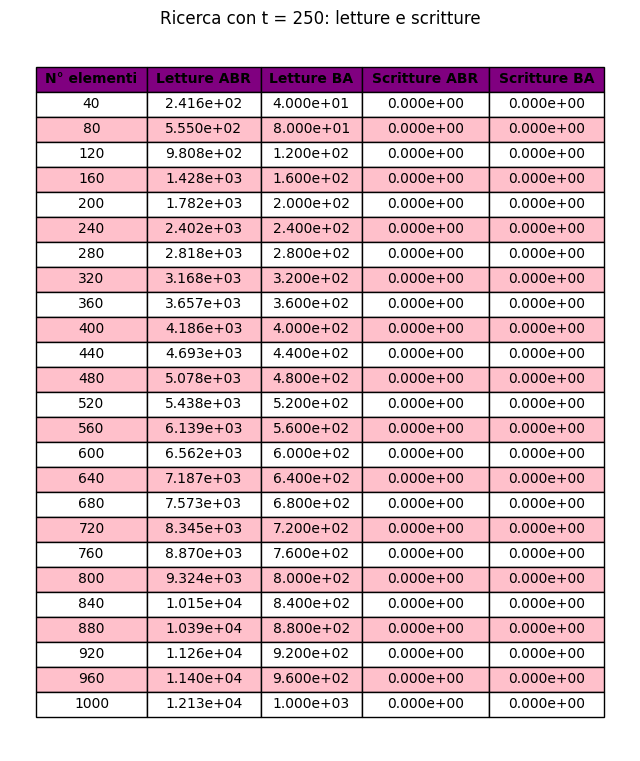 Ricerca con t = 250: letture e scritture
N° elementi Letture ABR Letture BA Scritture ABR Scritture BA
40 2.416e+02 4.000e+01 0.000e+00 0.000e+00
80 5.550e+02 8.000e+01 0.000e+00 0.000e+00
120 9.808e+02 1.200e+02 0.000e+00 0.000e+00
160 1.428e+03 1.600e+02 0.000e+00 0.000e+00
200 1.782e+03 2.000e+02 0.000e+00 0.000e+00
240 2.402e+03 2.400e+02 0.000e+00 0.000e+00
280 2.818e+03 2.800e+02 0.000e+00 0.000e+00
320 3.168e+03 3.200e+02 0.000e+00 0.000e+00
360 3.657e+03 3.600e+02 0.000e+00 0.000e+00
400 4.186e+03 4.000e+02 0.000e+00 0.000e+00
440 4.693e+03 4.400e+02 0.000e+00 0.000e+00
480 5.078e+03 4.800e+02 0.000e+00 0.000e+00
520 5.438e+03 5.200e+02 0.000e+00 0.000e+00
560 6.139e+03 5.600e+02 0.000e+00 0.000e+00
600 6.562e+03 6.000e+02 0.000e+00 0.000e+00
640 7.187e+03 6.400e+02 0.000e+00 0.000e+00
680 7.573e+03 6.800e+02 0.000e+00 0.000e+00
720 8.345e+03 7.200e+02 0.000e+00 0.000e+00
760 8.870e+03 7.600e+02 0.000e+00 0.000e+00
800 9.324e+03 8.000e+02 0.000e+00 0.000e+00
840 1.015e+04 8.400e+02 0.000e+00 0.000e+00
880 1.039e+04 8.800e+02 0.000e+00 0.000e+00
920 1.126e+04 9.200e+02 0.000e+00 0.000e+00
960 1.140e+04 9.600e+02 0.000e+00 0.000e+00
1000 1.213e+04 1.000e+03 0.000e+00 0.000e+00